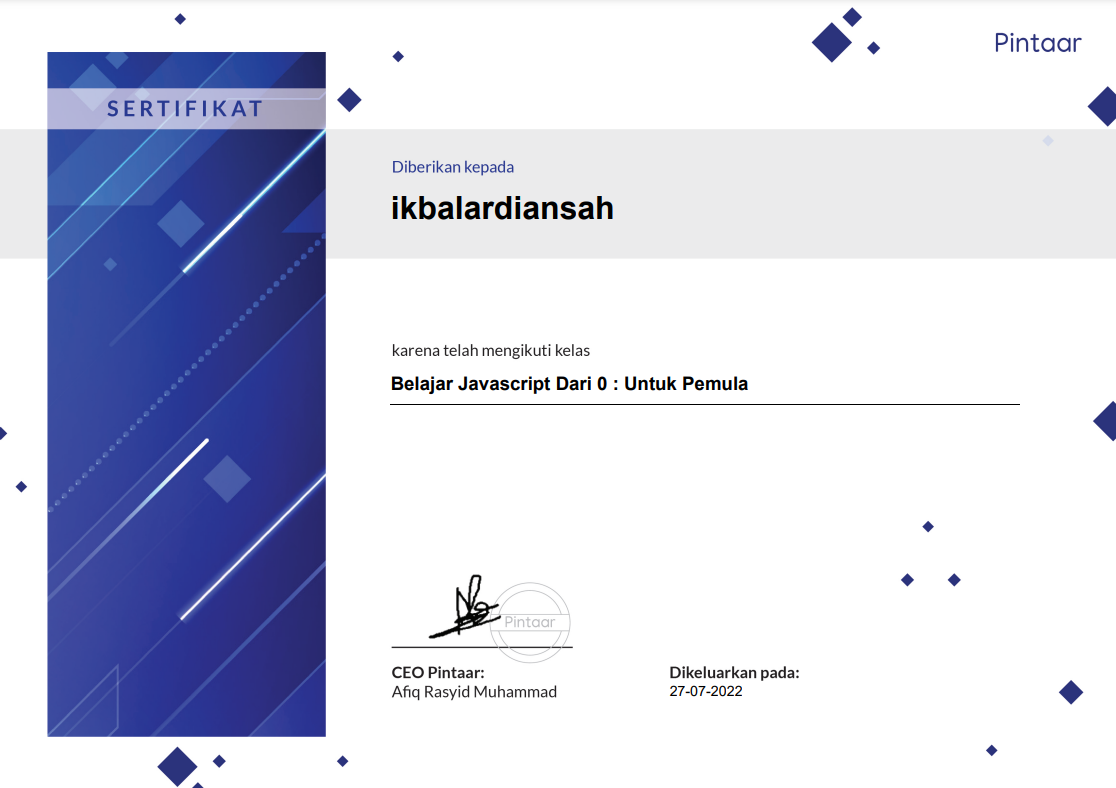 Pintaar
SERTIFIKAT
Diberikan kepada
ikbalardiansah
karena telah mengikuti kelas
Belajar Javascript Dari 0 : Untuk Pemula
Pintaar
CEO Pintaar:
Afiq Rasyid Muhammad
Dikeluarkan pada:
27-07-2022